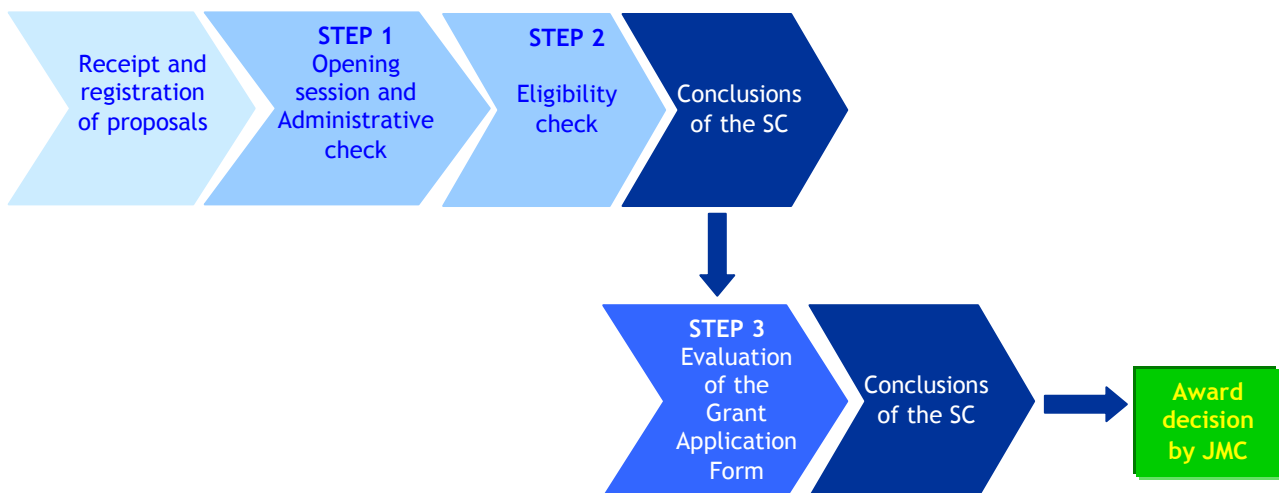 Receipt and
registration
of proposals
STEP 1
Opening
session and
Administrative
check
STEP 2
Eligibility
check
Conclusions
of the SC
STEP 3
Evaluation
of the
Grant
Application
Form
Conclusions
of the SC
Award
decision
by JMC